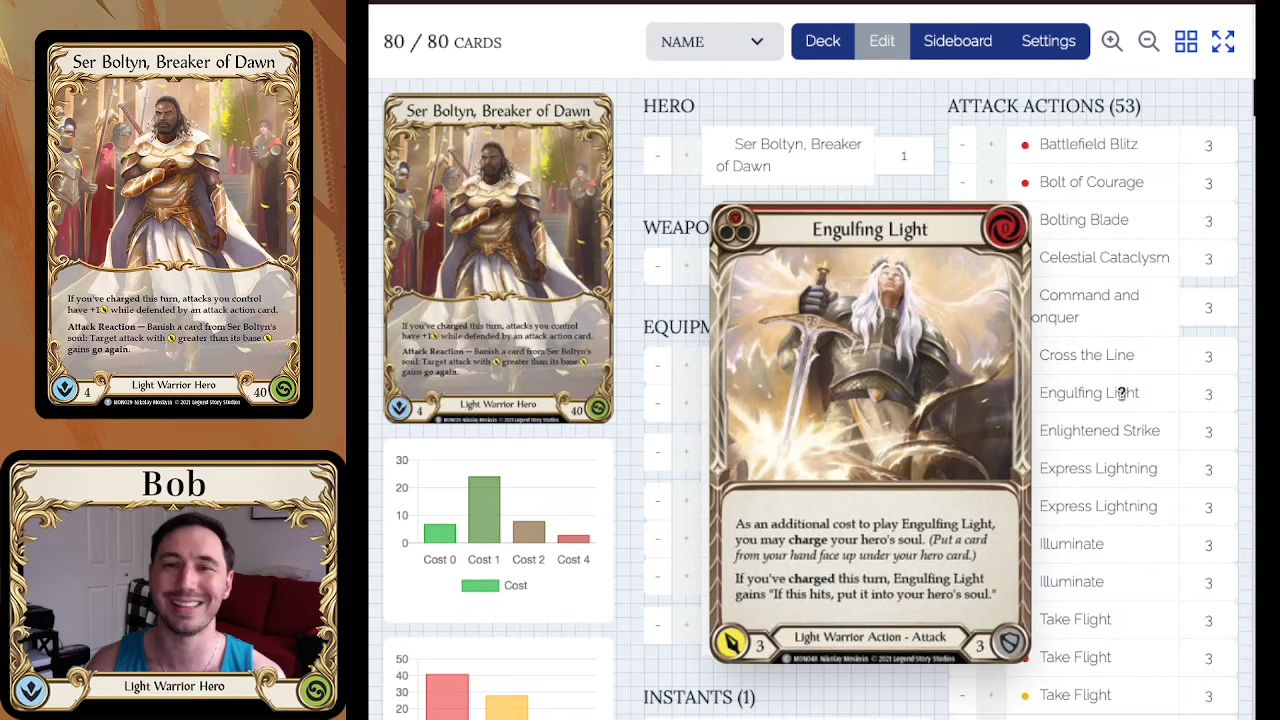 Ser Boltyn, Breaker of Dawn
If you've charged this turn, attacks you control
have +1 while defended by an attack action card.
Attack Reaction — Banish a card from Ser Boltyn's
soul: Target attack with greater than its base
gains go again.
4
Light Warrior Hero
40
Bob
Light Warrior Hero
80 / 80 CARDS
NAME
Deck
Edit
Sideboard
Settings
Ser Boltyn, Breaker of Dawn
If you've charged this turn, attacks you control
have +1 while defended by an attack action card.
Attack Reaction — Banish a card from Ser Boltyn's
soul: Target attack with greater than its base
gains go again.
4
Light Warrior Hero
40
30
20
10
0
Cost 0
Cost 1
Cost 2
Cost 4
Cost
50
40
30
20
HERO
- + Ser Boltyn, Breaker
of Dawn
1
WEAPO
EQUIPM
Engulfing Light
0
As an additional cost to play Engulfing Light,
you may charge your hero's soul. (Put a card
from your hand face up under your hero card.)
If you've charged this turn, Engulfing Light
gains "If this hits, put it into your hero's soul."
3
Light Warrior Action - Attack
3
INSTANTS (1)
ATTACK ACTIONS (53)
- + Battlefield Blitz 3
- + Bolt of Courage 3
Bolting Blade 3
Celestial Cataclysm 3
Command and
onquer
3
Cross the Line 3
Engulfing Light 3
Enlightened Strike 3
Express Lightning 3
Express Lightning 3
Illuminate 3
Illuminate 3
Take Flight 3
Take Flight 3
- + Take Flight 3